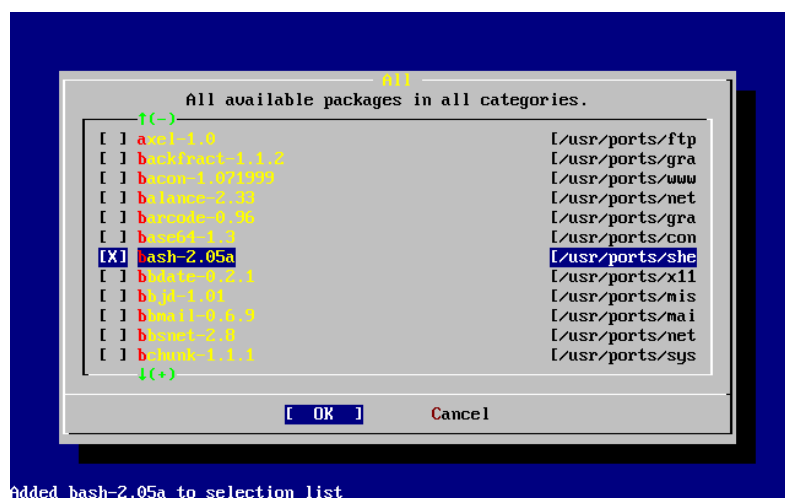 All
All available packages in all categories.
↑(-)
[ ] axel-1.0 [/usr/ports/ftp
[ ] backfract-1.1.2 [/usr/ports/gra
[ ] bacon-1.071999 [/usr/ports/www
[ ] balance-2.33 [/usr/ports/net
[ ] barcode-0.96 [/usr/ports/gra
[ ] base64-1.3 [/usr/ports/con
[X] bash-2.05a [/usr/ports/she
[ ] bbdate-0.2.1 [/usr/ports/x11
[ ] bbjd-1.01 [/usr/ports/mis
[ ] bbmail-0.6.9 [/usr/ports/mai
[ ] bbsnet-2.8 [/usr/ports/net
[ ] bchunk-1.1.1 [/usr/ports/sys
↓(+)
[ OK ] Cancel
Added bash-2.05a to selection list